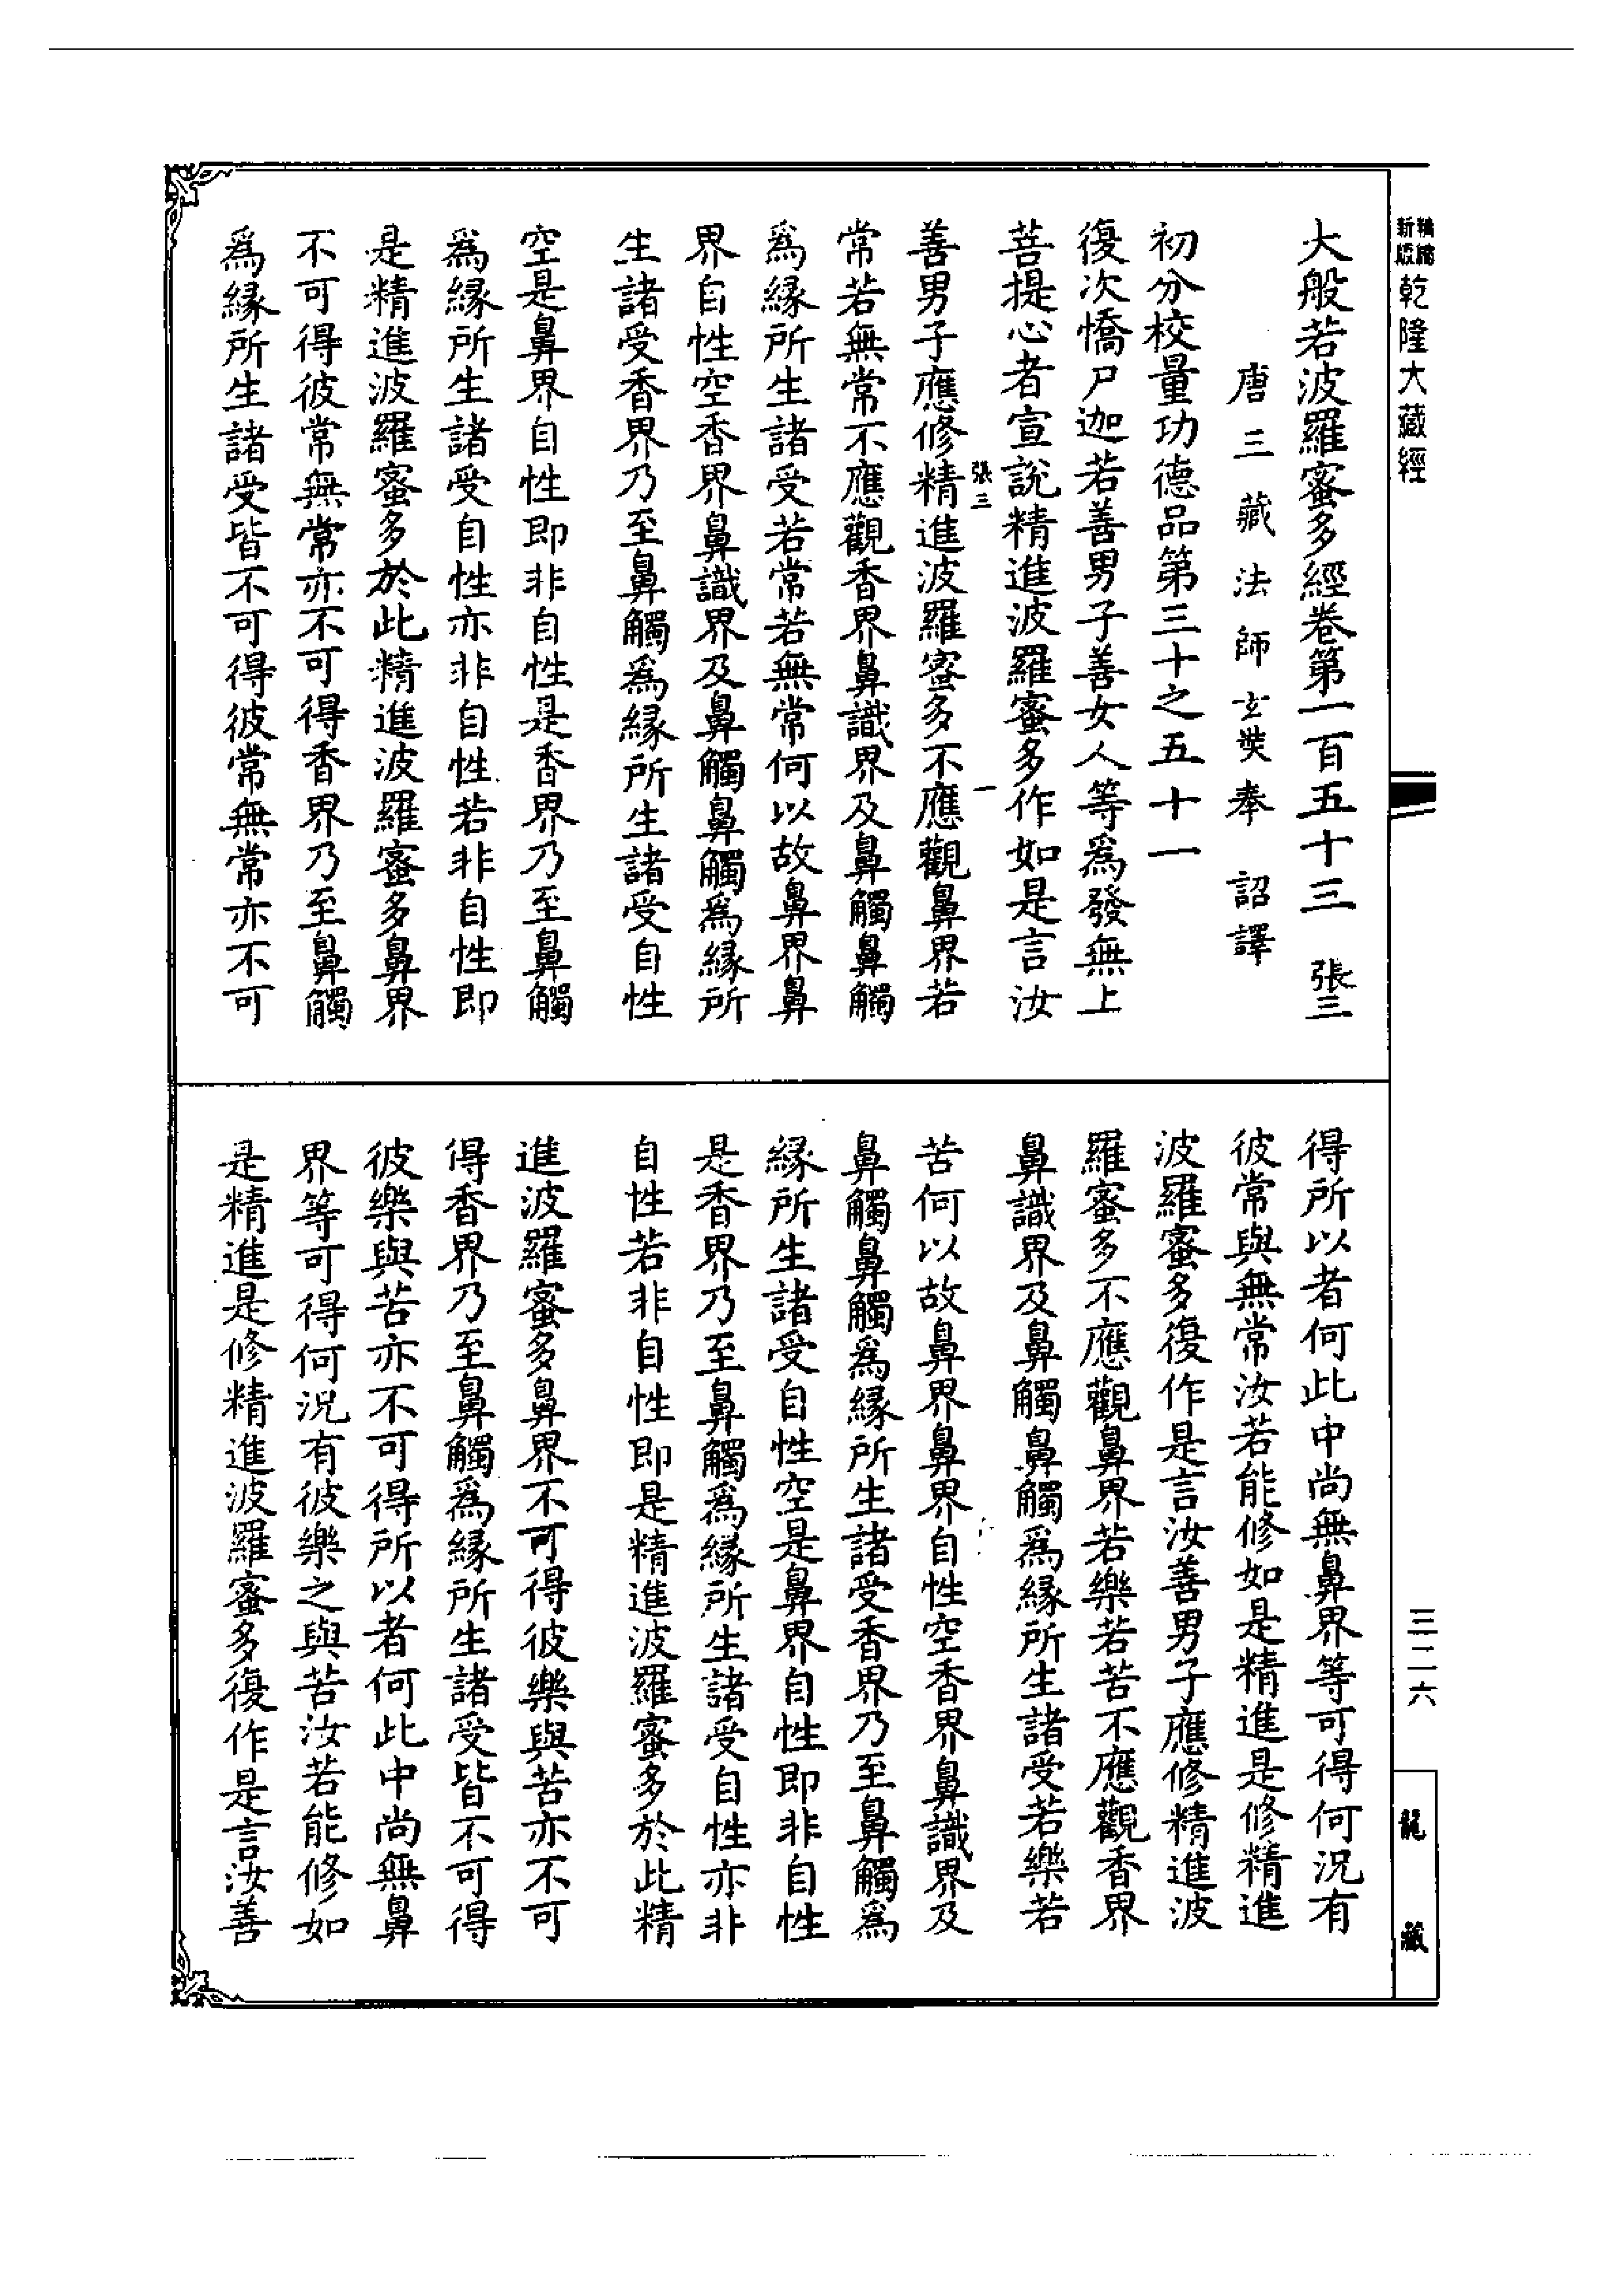 新版
精縮
乾隆大藏經
三二六
龍藏
大般若波羅蜜多經卷第一百五十三 張三
唐三藏法師玄奘奉 詔譯
初分校量功德品第三十之五十一
復次憍尸迦若善男子善女人等為發無上
菩提心者宣說精進波羅蜜多作如是言汝
張三 一
善男子應修精進波羅蜜多不應觀鼻界若
常若無常不應觀香界鼻識界及鼻觸鼻觸
為緣所生諸受若常若無常何以故鼻界鼻
界自性空香界鼻識界及鼻觸鼻觸為緣所
生諸受香界乃至鼻觸為緣所生諸受自性
空是鼻界自性即非自性是香界乃至鼻觸
為緣所生諸受自性亦非自性若非自性即
是精進波羅蜜多於此精進波羅蜜多鼻界
不可得彼常無常亦不可得香界乃至鼻觸
為緣所生諸受皆不可得彼常無常亦不可
得所以者何此中尚無鼻界等可得何況有
彼常與無常汝若能修如是精進是修精進
波羅蜜多復作是言汝善男子應修精進波
羅蜜多不應觀鼻界若樂若苦不應觀香界
鼻識界及鼻觸鼻觸為緣所生諸受若樂若
苦何以故鼻界鼻界自性空香界鼻識界及
鼻觸鼻觸為緣所生諸受香界乃至鼻觸為
緣所生諸受自性空是鼻界自性即非自性
是香界乃至鼻觸為緣所生諸受自性亦非
自性若非自性即是精進波羅蜜多於此精
進波羅蜜多鼻界不可得彼樂與苦亦不可
得香界乃至鼻觸為緣所生諸受皆不可得
彼樂與苦亦不可得所以者何此中尚無鼻
界等可得何況有彼樂之與苦汝若能修如
是精進是修精進波羅蜜多復作是言汝善